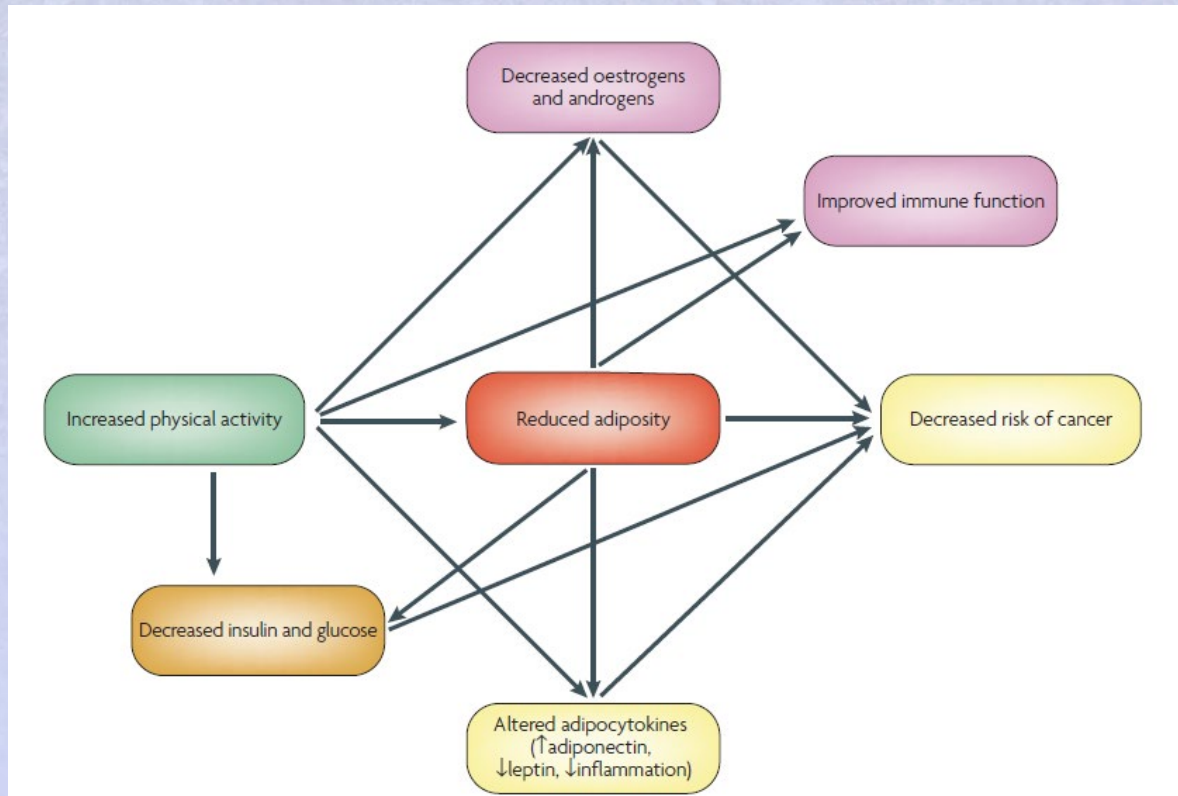 Decreased oestrogens
and androgens
Improved immune function
Increased physical activity
Reduced adiposity
Decreased risk of cancer
Decreased insulin and glucose
Altered adipocytokines
(↑adiponectin,
↓leptin, ↓inflammation)